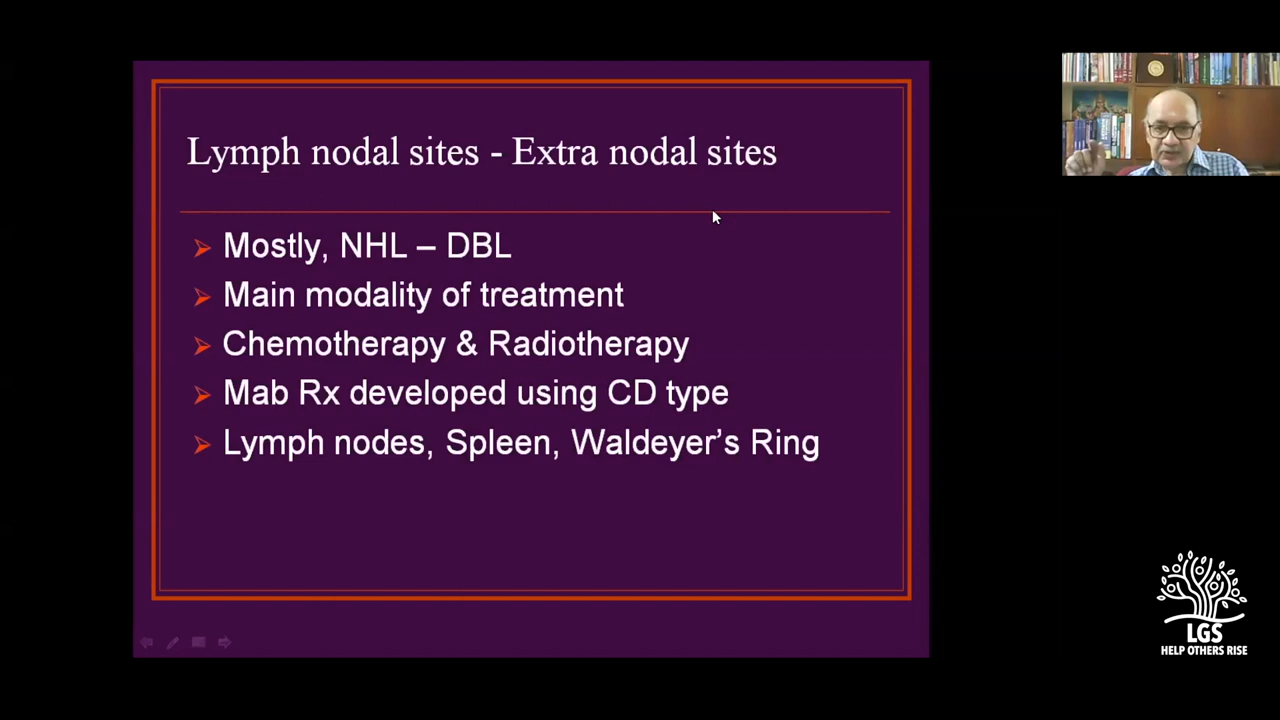 Lymph nodal sites - Extra nodal sites
Mostly, NHL – DBL
Main modality of treatment
Chemotherapy & Radiotherapy
Mab Rx developed using CD type
Lymph nodes, Spleen, Waldeyer’s Ring
LGS
HELP OTHERS RISE